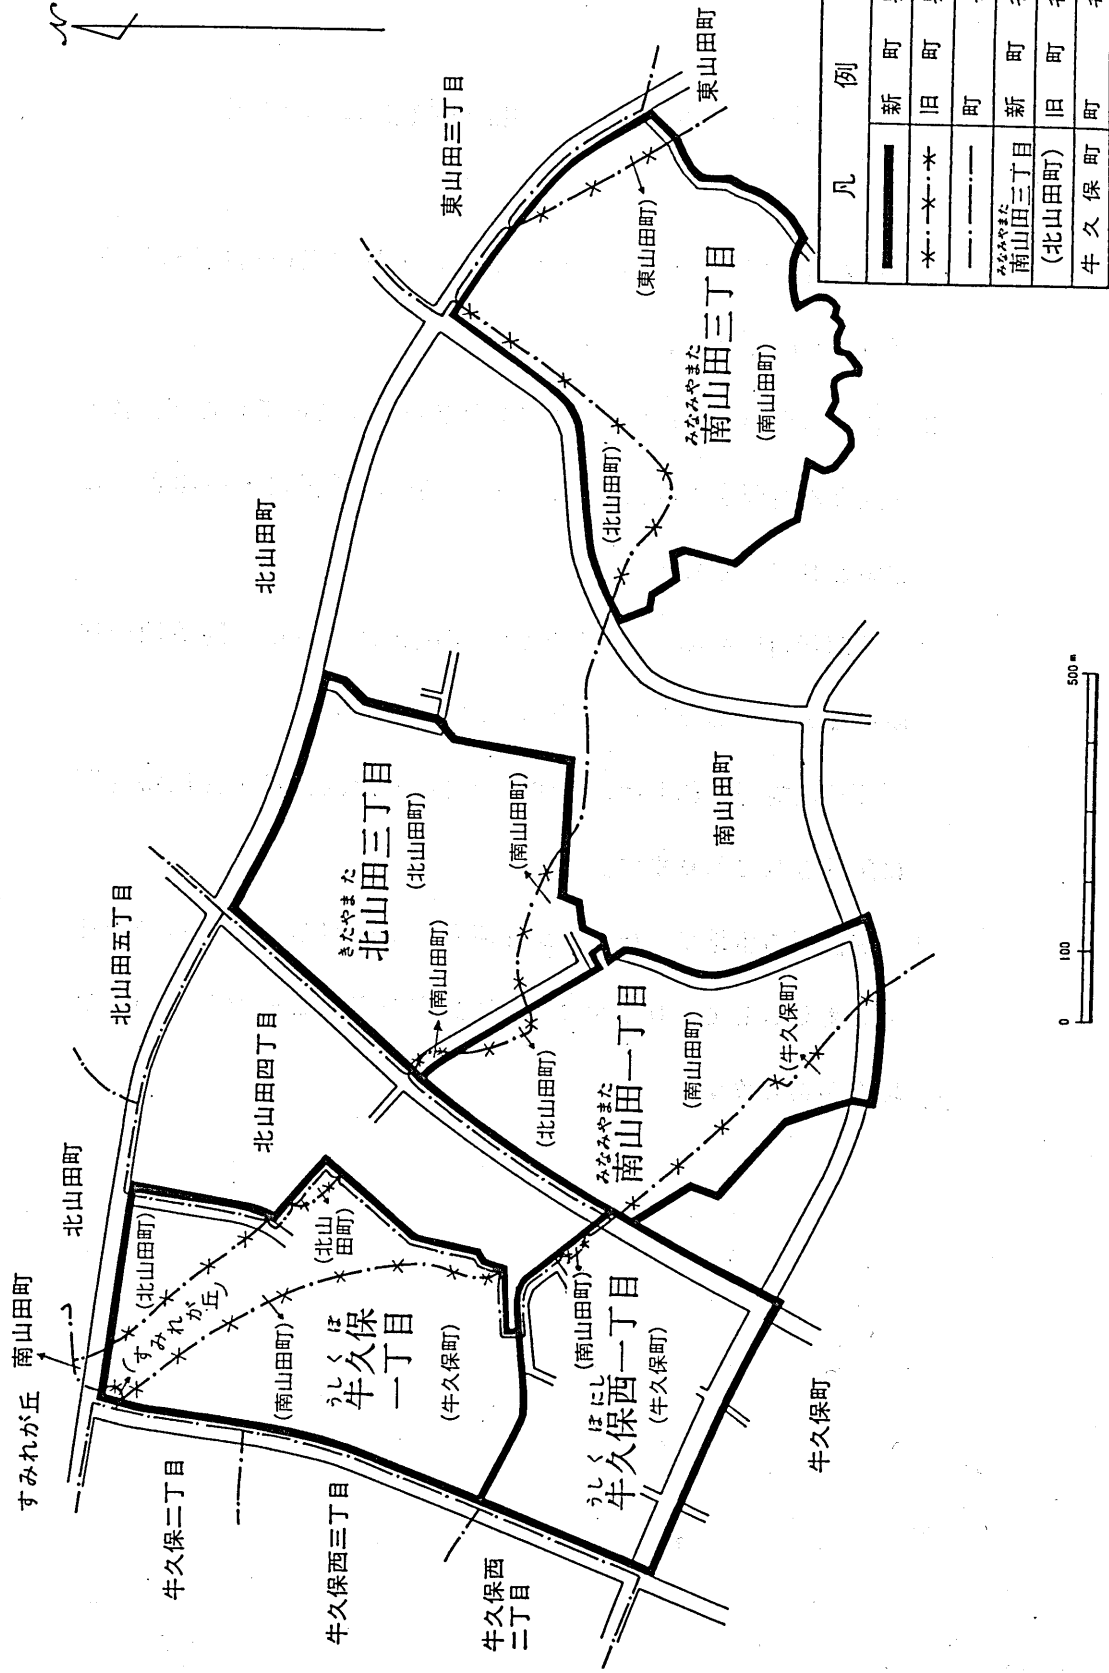 N
すみれが丘
南山田町
北山田町
北山田五丁目
東山田三丁目
東山田町
北山田四丁目
北山田町
牛久保二丁目
牛久保西三丁目
牛久保西
二丁目
(北山田町)
(すみれが丘)
(北山
田町)
(南山田町)
うしくぼ
牛久保
一丁目
(牛久保町)
(南山田町)
うしくぼにし
牛久保西一丁目
(牛久保町)
牛久保町
きたやまた
北山田三丁目
(北山田町)
(南山田町)
(南山田町)
(北山田町)
みなみやまた
南山田一丁目
(南山田町)
(牛久保町)
南山田町
(東山田町)
みなみやまた
南山田三丁目
(南山田町)
(北山田町)
凡 例
新 町
旧 町
町
みなみやまた
南山田三丁目 新 町
(北山田町) 旧 町
牛久保町 町
0 100 500m